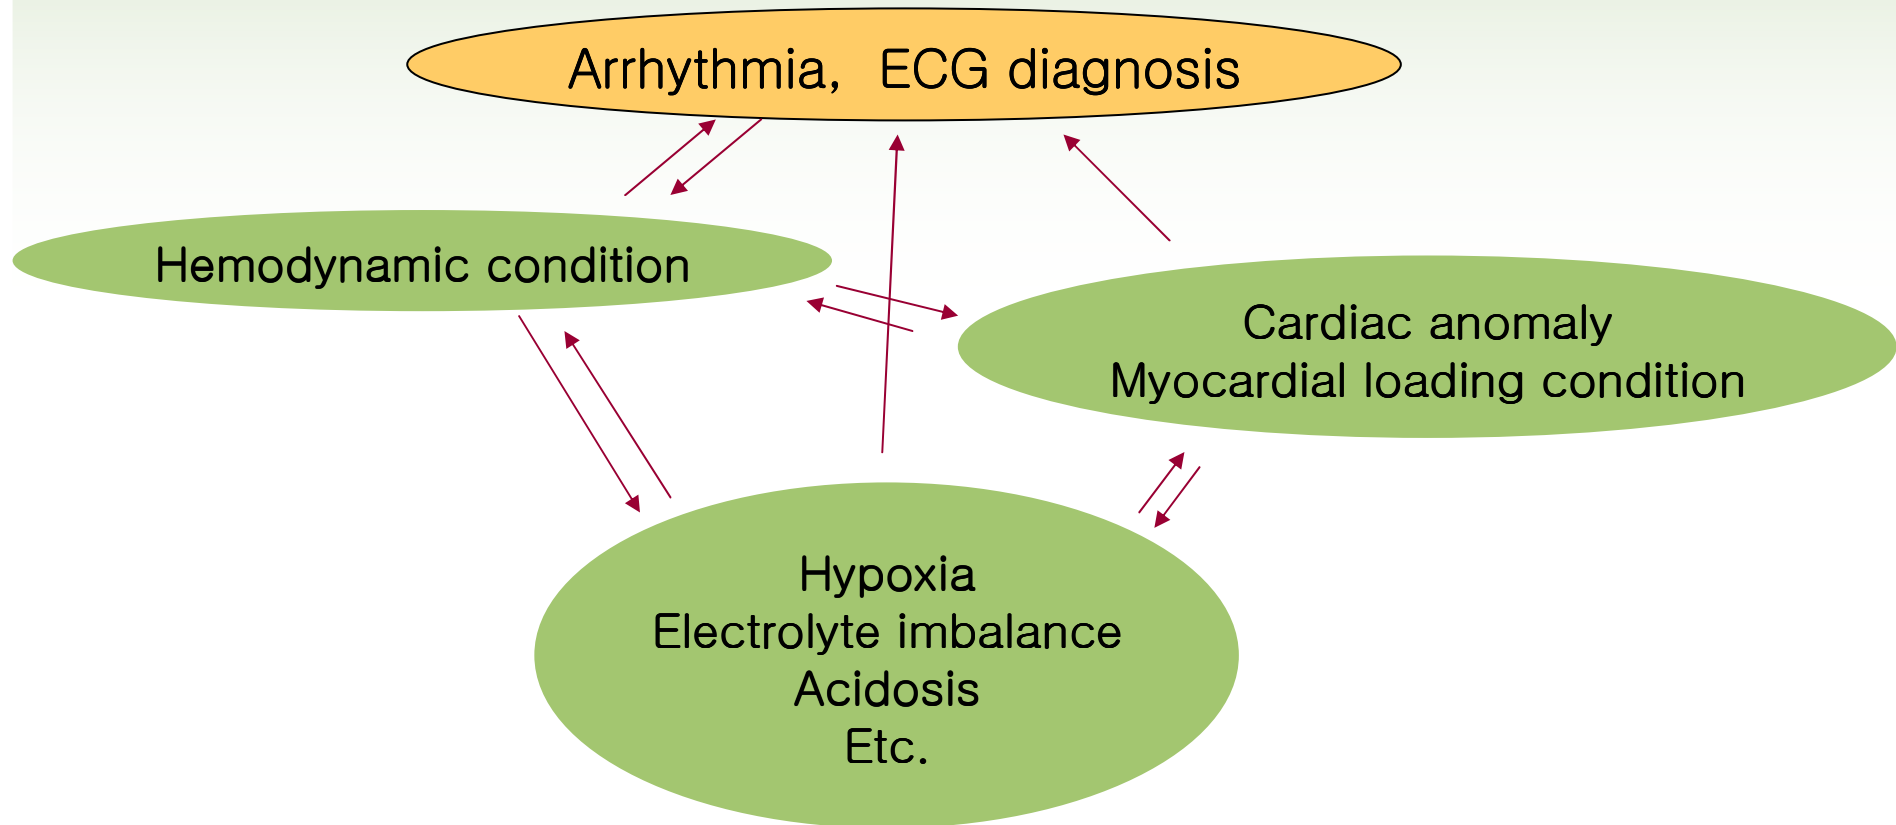 Arrhythmia, ECG diagnosis
Hemodynamic condition
Cardiac anomaly
Myocardial loading condition
Hypoxia
Electrolyte imbalance
Acidosis
Etc.